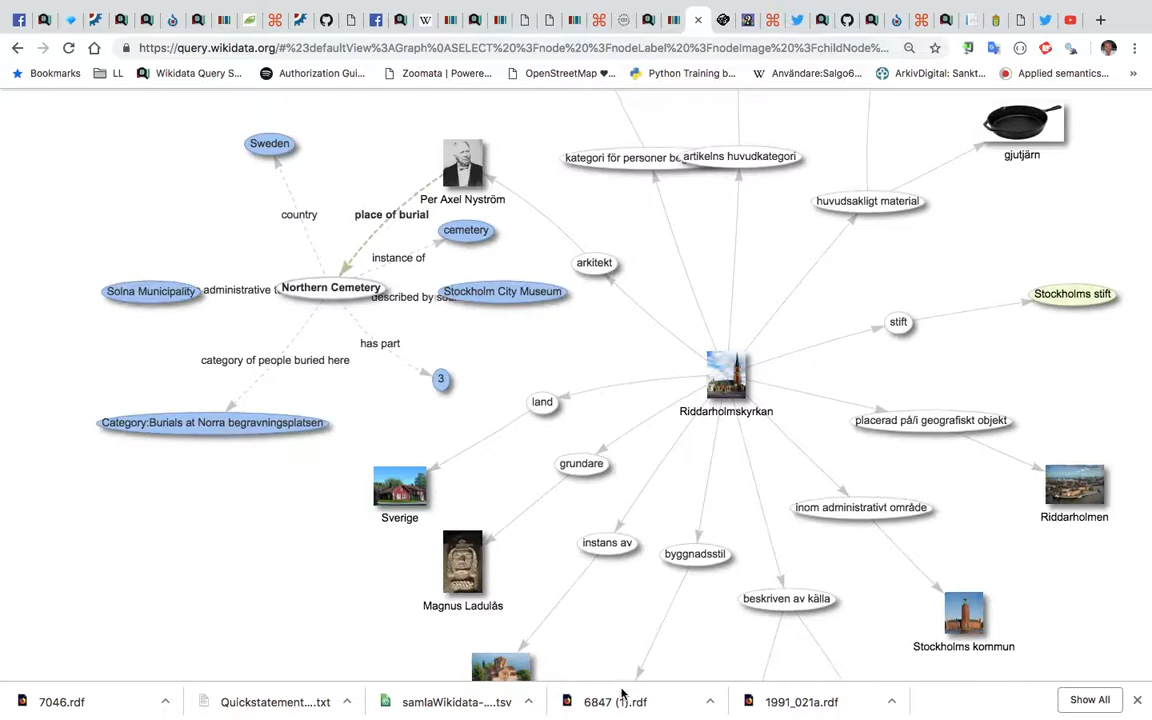 https://query.wikidata.org/#%23defaultView%3AGraph%0ASELECT%20%3Fnode%20%3FnodeLabel%20%3FnodeImage%20%3FchildNode%...
Bookmarks
LL
Wikidata Query S...
Authorization Gui...
Zoomata | Powere...
OpenStreetMap ♥...
Python Training b...
Användare:Salgo6...
ArkivDigital: Sankt...
Applied semantics...
»
Sweden
kategori för personer be
artikelns huvudkategori
gjutjärn
Per Axel Nyström
huvudsakligt material
country
place of burial
cemetery
instance of
arkitekt
Solna Municipality
administrative t
Northern Cemetery
described by sou
Stockholm City Museum
Stockholms stift
stift
has part
category of people buried here
3
Riddarholmskyrkan
land
Category:Burials at Norra begravningsplatsen
placerad på/i geografiskt objekt
grundare
Sverige
inom administrativt område
Riddarholmen
instans av
byggnadsstil
Magnus Ladulås
beskriven av källa
Stockholms kommun
7046.rdf
Quickstatement....txt
samlaWikidata-....tsv
6847 (1).rdf
1991_021a.rdf
Show All